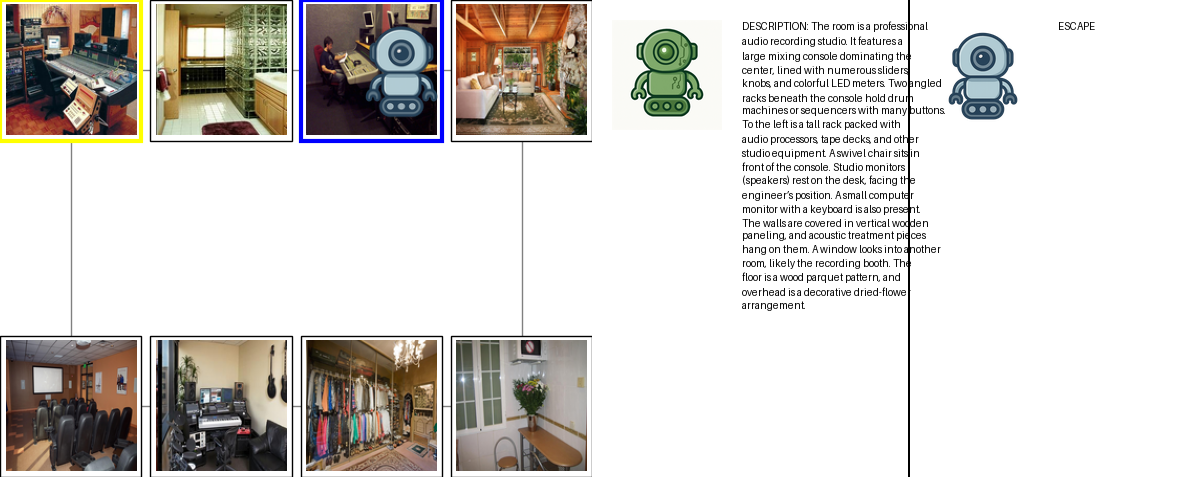 DESCRIPTION: The room is a professional
audio recording studio. It features a
large mixing console dominating the
center, lined with numerous sliders,
knobs, and colorful LED meters. Two angled
racks beneath the console hold drum
machines or sequencers with many buttons.
To the left is a tall rack packed with
audio processors, tape decks, and other
studio equipment. A swivel chair sits in
front of the console. Studio monitors
(speakers) rest on the desk, facing the
engineer's position. A small computer
monitor with a keyboard is also present.
The walls are covered in vertical wooden
paneling, and acoustic treatment pieces
hang on them. A window looks into another
room, likely the recording booth. The
floor is a wood parquet pattern, and
overhead is a decorative dried-flower
arrangement.
ESCAPE